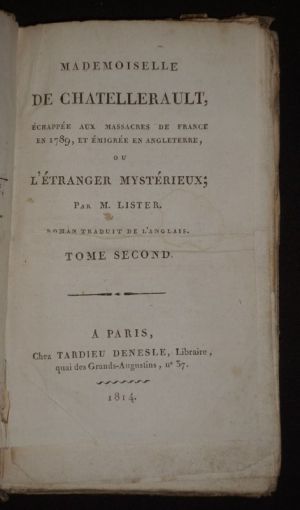 MADEMOISELLE
DE CHATELLERAULT,
ÉCHAPPÉE AUX MASSACRES DE FRANCE
EN 1789, ET ÉMIGRÉE EN ANGLETERRE,
OU
L'ÉTRANGER MYSTÉRIEUX;
PAR M. LISTER.
ROMAN TRADUIT DE L'ANGLAIS.
TOME SECOND.
A PARIS,
Chez TARDIEU DENESLE, Libraire,
quai des Grands-Augustins, n° 37.
1814.